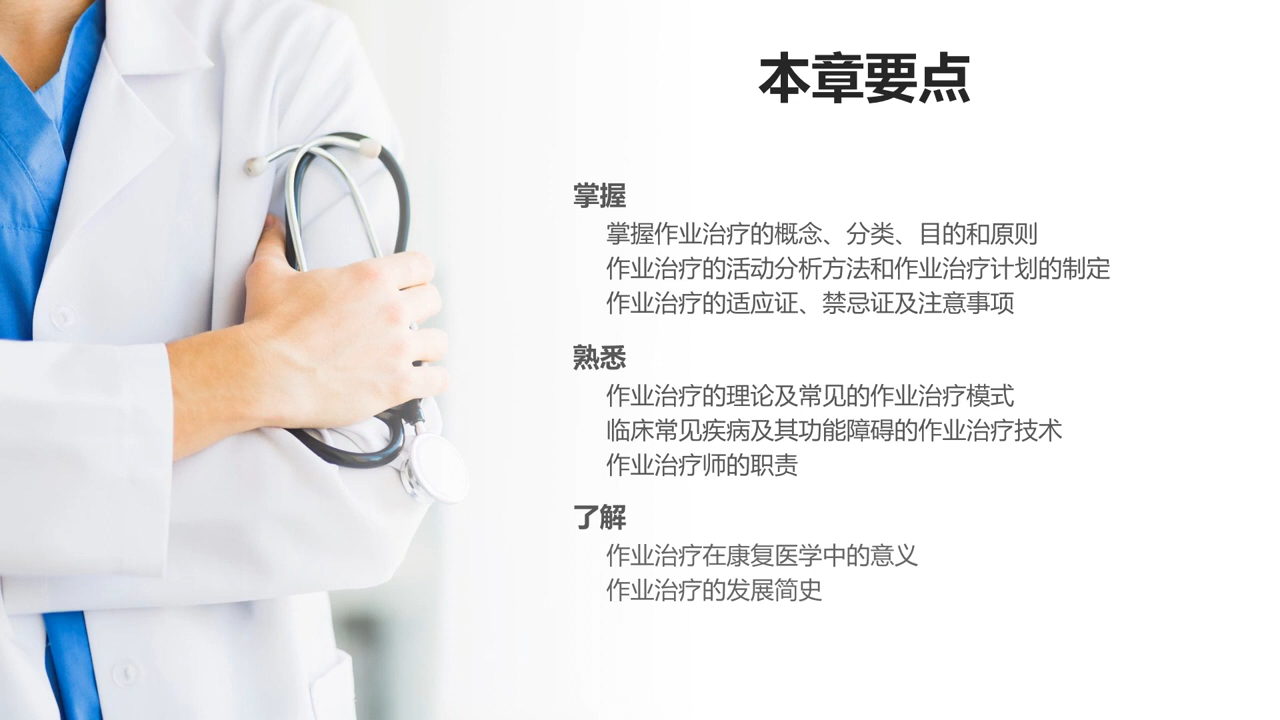 本章要点
掌握
掌握作业治疗的概念、分类、目的和原则
作业治疗的活动分析方法和作业治疗计划的制定
作业治疗的适应证、禁忌证及注意事项
熟悉
作业治疗的理论及常见的作业治疗模式
临床常见疾病及其功能障碍的作业治疗技术
作业治疗师的职责
了解
作业治疗在康复医学中的意义
作业治疗的发展简史